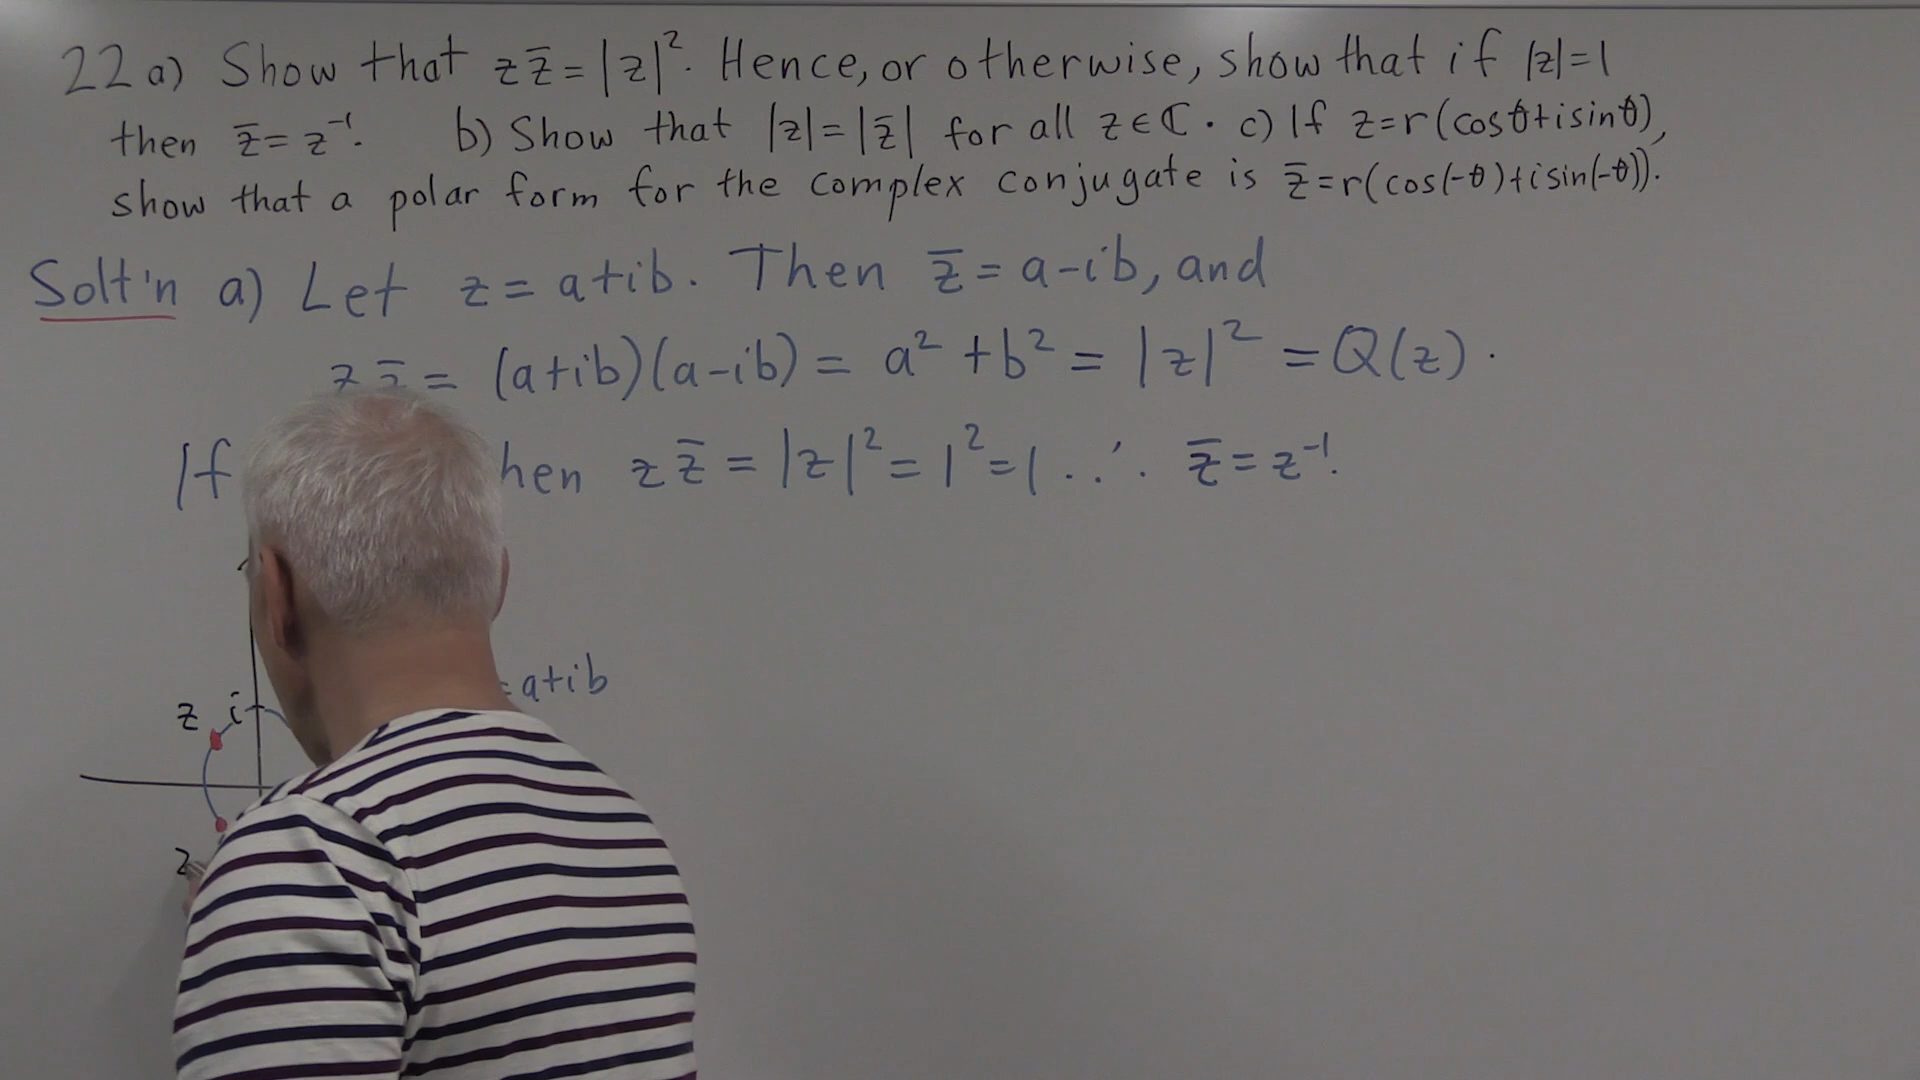 22 a) Show that z z̄ = |z|². Hence, or otherwise, show that if |z|=1
then z̄ = z⁻¹. b) Show that |z|=|z̄| for all z∈ℂ. c) If z=r(cosθ+isinθ),
show that a polar form for the complex conjugate is z̄=r(cos(-θ)+isin(-θ)).
Solt'n a) Let z = a+ib. Then z̄ = a-ib, and
z z̄ = (a+ib)(a-ib) = a² + b² = |z|² = Q(z).
If hen z z̄ = |z|² = 1² = 1. ∴ z̄ = z⁻¹.
= a+ib
z i